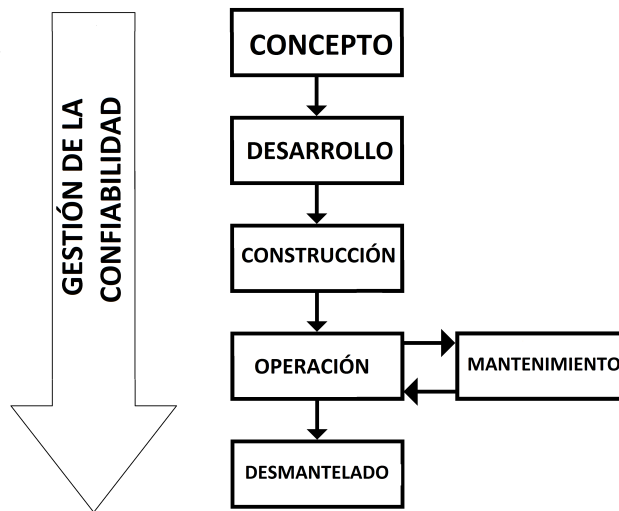 GESTIÓN DE LA
CONFIABILIDAD
CONCEPTO
DESARROLLO
CONSTRUCCIÓN
OPERACIÓN
MANTENIMIENTO
DESMANTELADO